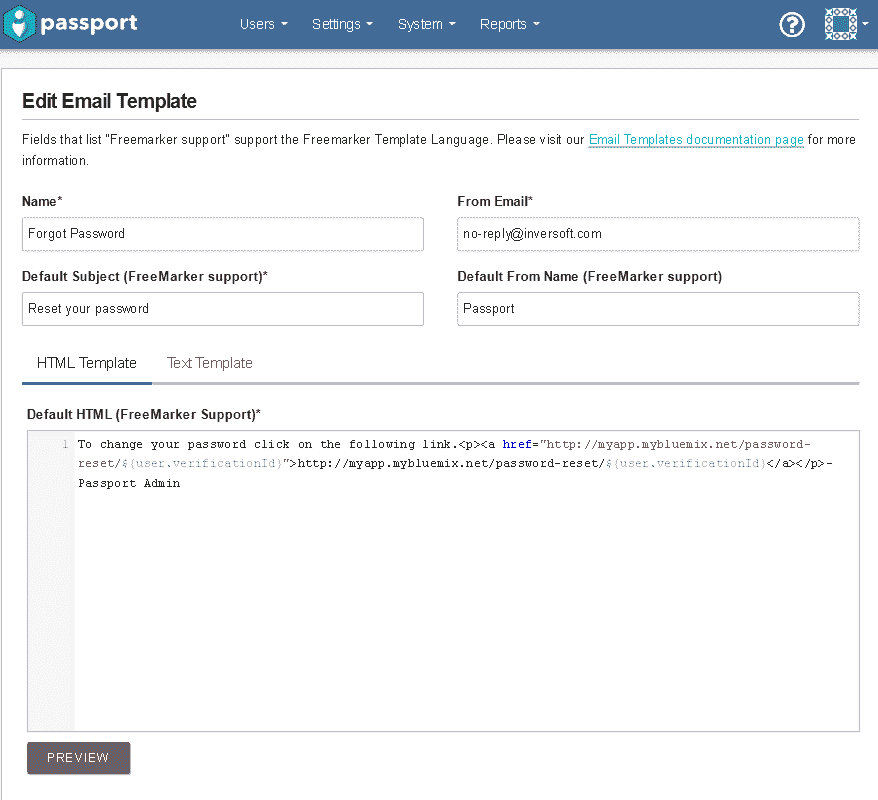 passport
Users Settings System Reports ?
Edit Email Template
Fields that list "Freemarker support" support the Freemarker Template Language. Please visit our Email Templates documentation page for more
information.
Name* From Email*
Forgot Password no-reply@inversoft.com
Default Subject (FreeMarker support)* Default From Name (FreeMarker support)
Reset your password Passport
HTML Template Text Template
Default HTML (FreeMarker Support)*
1 To change your password click on the following link.<p><a href="http://myapp.mybluemix.net/password-
reset/${user.verificationId}">http://myapp.mybluemix.net/password-reset/${user.verificationId}</a></p>-
Passport Admin
PREVIEW